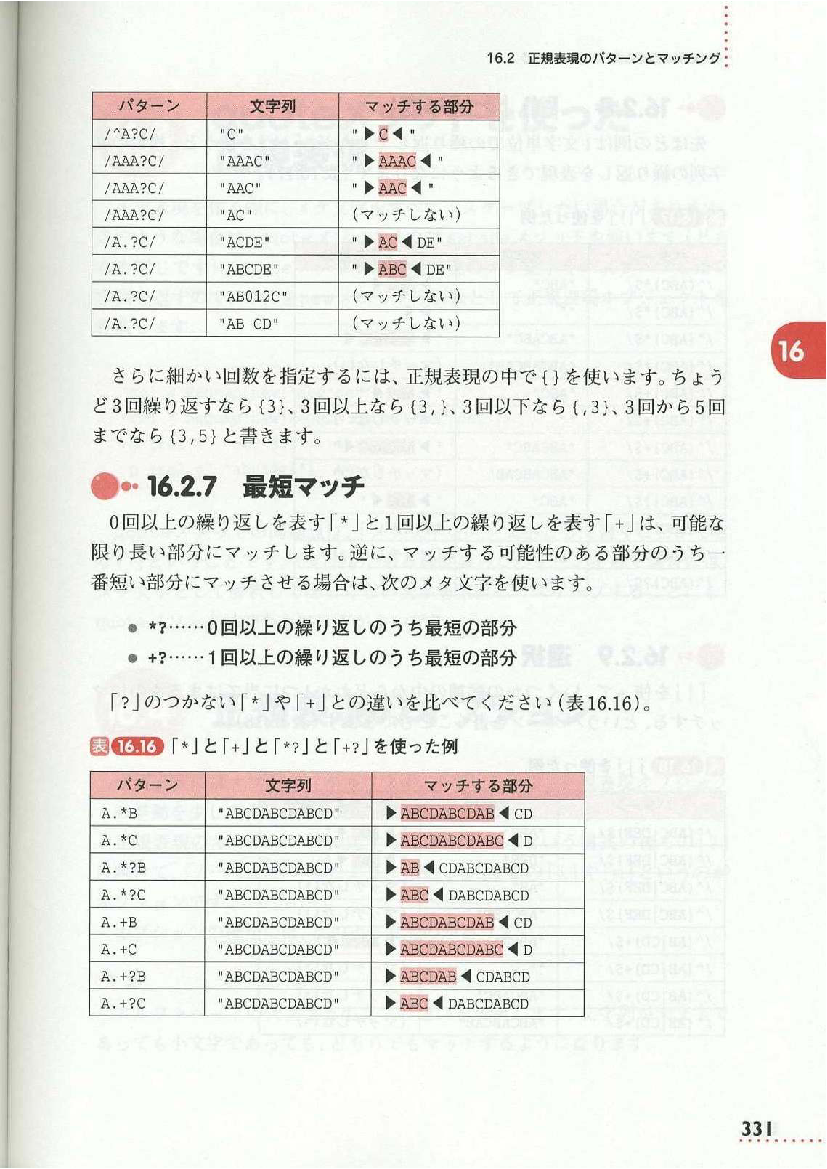 16.2 正規表現のパターンとマッチング
パターン 文字列 マッチする部分
/^A?C/ "C" "▶C◀"
/AAA?C/ "AAAC" "▶AAAC◀"
/AAA?C/ "AAC" "▶AAC◀"
/AAA?C/ "AC" (マッチしない)
/A.?C/ "ACDE" "▶AC◀DE"
/A.?C/ "ABCDE" "▶ABC◀DE"
/A.?C/ "AB012C" (マッチしない)
/A.?C/ "AB CD" (マッチしない)
16
さらに細かい回数を指定するには、正規表現の中で{}を使います。ちょう
ど3回繰り返すなら{3}、3回以上なら{3,}、3回以下なら{,3}、3回から5回
までなら{3,5}と書きます。
16.2.7 最短マッチ
0回以上の繰り返しを表す「*」と1回以上の繰り返しを表す「+」は、可能な
限り長い部分にマッチします。逆に、マッチする可能性のある部分のうち一
番短い部分にマッチさせる場合は、次のメタ文字を使います。
● *?……0回以上の繰り返しのうち最短の部分
● +?……1回以上の繰り返しのうち最短の部分
「?」のつかない「*」や「+」との違いを比べてください(表16.16)。
表16.16 「*」と「+」と「*?」と「+?」を使った例
パターン 文字列 マッチする部分
A.*B "ABCDABCDABCD" ▶ABCDABCDAB◀CD
A.*C "ABCDABCDABCD" ▶ABCDABCDABC◀D
A.*?B "ABCDABCDABCD" ▶AB◀CDABCDABCD
A.*?C "ABCDABCDABCD" ▶ABC◀DABCDABCD
A.+B "ABCDABCDABCD" ▶ABCDABCDAB◀CD
A.+C "ABCDABCDABCD" ▶ABCDABCDABC◀D
A.+?B "ABCDABCDABCD" ▶ABCDAB◀CDABCD
A.+?C "ABCDABCDABCD" ▶ABC◀DABCDABCD
331